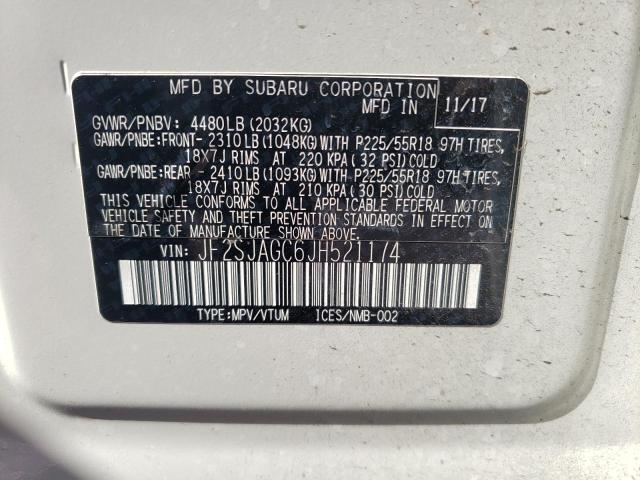 MFD BY SUBARU CORPORATION
MFD IN 11/17
GVWR/PNBV: 4480LB(2032KG)
GAWR/PNBE:FRONT- 2310LB(1048KG)WITH P225/55R18 97H TIRES,
18X7J RIMS AT 220 KPA(32 PSI)COLD
GAWR/PNBE:REAR - 2410LB(1093KG)WITH P225/55R18 97H TIRES,
18X7J RIMS AT 210 KPA(30 PSI)COLD
THIS VEHICLE CONFORMS TO ALL APPLICABLE FEDERAL MOTOR
VEHICLE SAFETY AND THEFT PREVENTION STANDARDS IN EFFECT
ON THE DATE OF MANUFACTURE SHOWN ABOVE.
VIN: JF2SJAGC6JH521174
TYPE:MPV/VTUM ICES/NMB-002